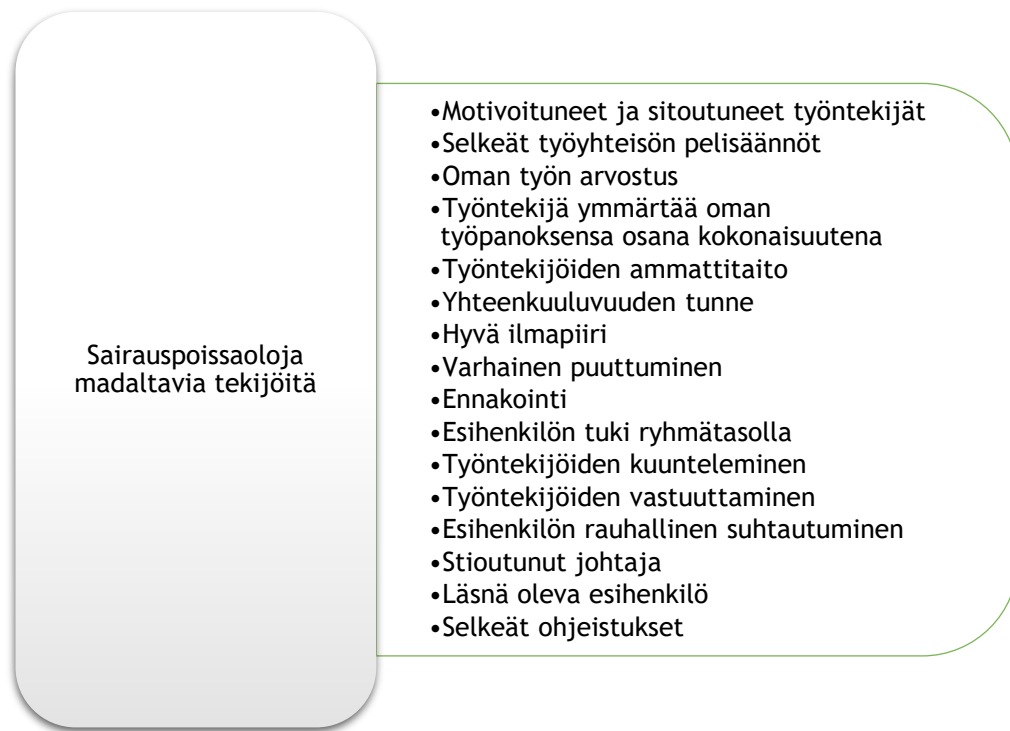 Sairauspoissaoloja
madaltavia tekijöitä
•Motivoituneet ja sitoutuneet työntekijät
•Selkeät työyhteisön pelisäännöt
•Oman työn arvostus
•Työntekijä ymmärtää oman
työpanoksensa osana kokonaisuutena
•Työntekijöiden ammattitaito
•Yhteenkuuluvuuden tunne
•Hyvä ilmapiiri
•Varhainen puuttuminen
•Ennakointi
•Esihenkilön tuki ryhmätasolla
•Työntekijöiden kuunteleminen
•Työntekijöiden vastuuttaminen
•Esihenkilön rauhallinen suhtautuminen
•Stioutunut johtaja
•Läsnä oleva esihenkilö
•Selkeät ohjeistukset